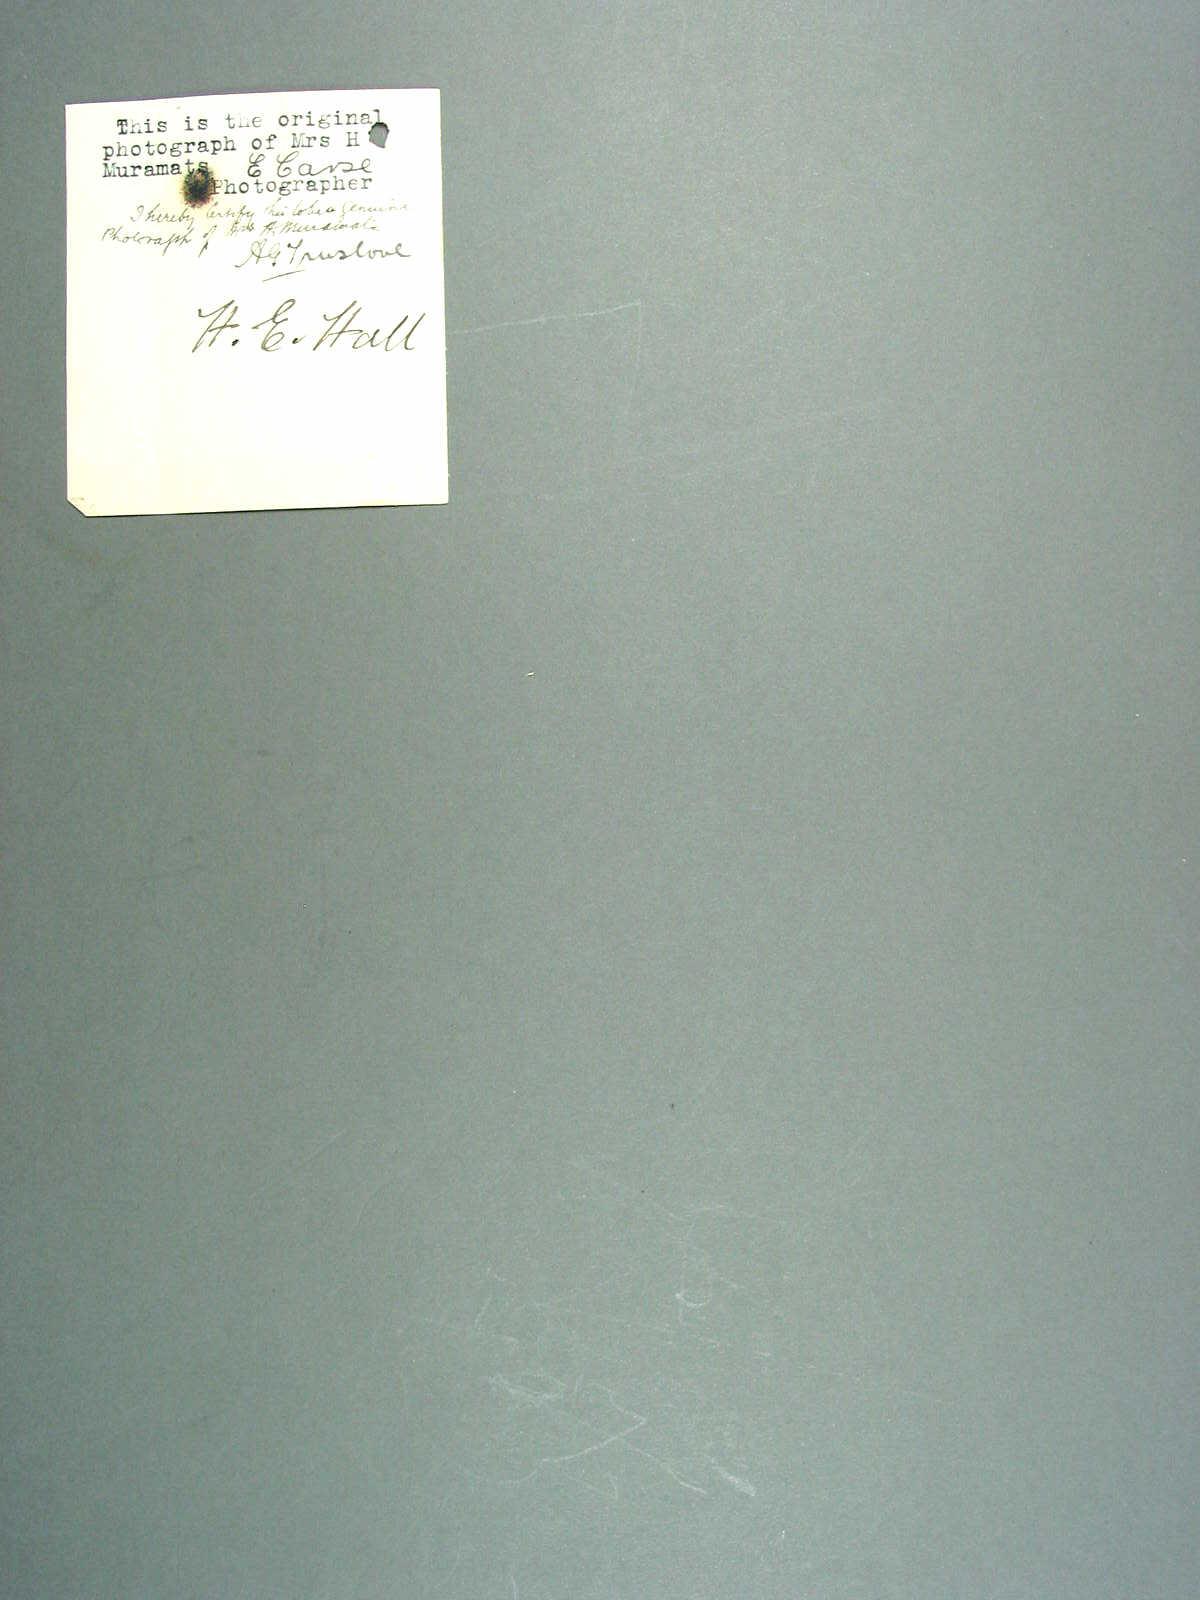 This is the original
photograph of Mrs H
Muramats E Carse
Photographer
I hereby certify this to be a genuine
Photograph of Mrs H. Muramats
AG Truslove
H. E. Hall